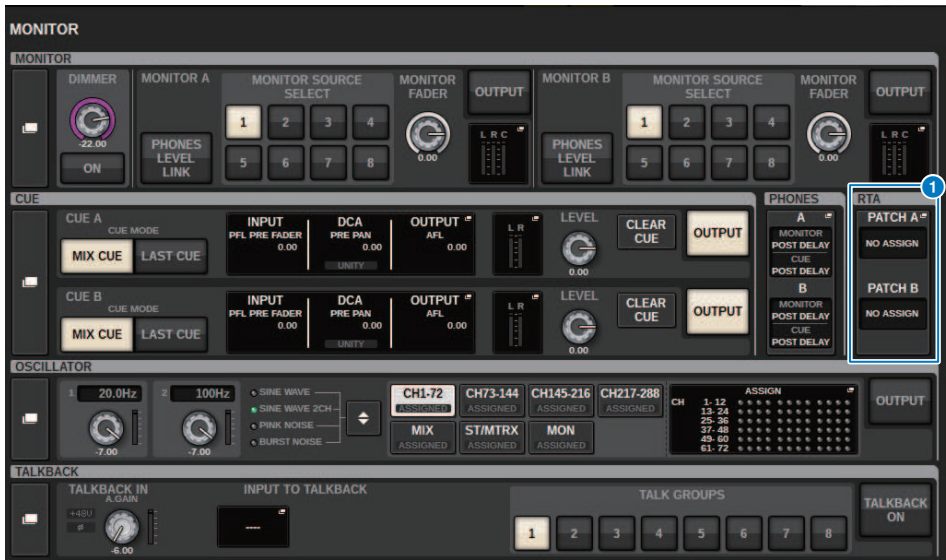 MONITOR
MONITOR
DIMMER
-22.00
ON
MONITOR A
PHONES
LEVEL
LINK
MONITOR SOURCE
SELECT
1 2 3 4
5 6 7 8
MONITOR
FADER
0.00
OUTPUT
L R C
MONITOR B
PHONES
LEVEL
LINK
MONITOR SOURCE
SELECT
1 2 3 4
5 6 7 8
MONITOR
FADER
0.00
OUTPUT
L R C
1
CUE
CUE A
CUE MODE
MIX CUE LAST CUE
INPUT
PFL PRE FADER
0.00
DCA
PRE PAN
0.00
UNITY
OUTPUT
AFL
0.00
L R
LEVEL
0.00
CLEAR
CUE
OUTPUT
CUE B
CUE MODE
MIX CUE LAST CUE
INPUT
PFL PRE FADER
0.00
DCA
PRE PAN
0.00
UNITY
OUTPUT
AFL
0.00
L R
LEVEL
0.00
CLEAR
CUE
OUTPUT
PHONES
A
MONITOR
POST DELAY
CUE
POST DELAY
B
MONITOR
POST DELAY
CUE
POST DELAY
RTA
PATCH A
NO ASSIGN
PATCH B
NO ASSIGN
OSCILLATOR
1 20.0Hz
-7.00
2 100Hz
-7.00
SINE WAVE
SINE WAVE 2CH
PINK NOISE
BURST NOISE
CH1-72
ASSIGNED
CH73-144
ASSIGNED
CH145-216
ASSIGNED
CH217-288
ASSIGNED
MIX
ASSIGNED
ST/MTRX
ASSIGNED
MON
ASSIGNED
ASSIGN
CH 1- 12
13- 24
25- 36
37- 48
49- 60
61- 72
OUTPUT
TALKBACK
TALKBACK IN
A.GAIN
+48V
ø
-6.00
INPUT TO TALKBACK
----
TALK GROUPS
1 2 3 4 5 6 7 8
TALKBACK
ON